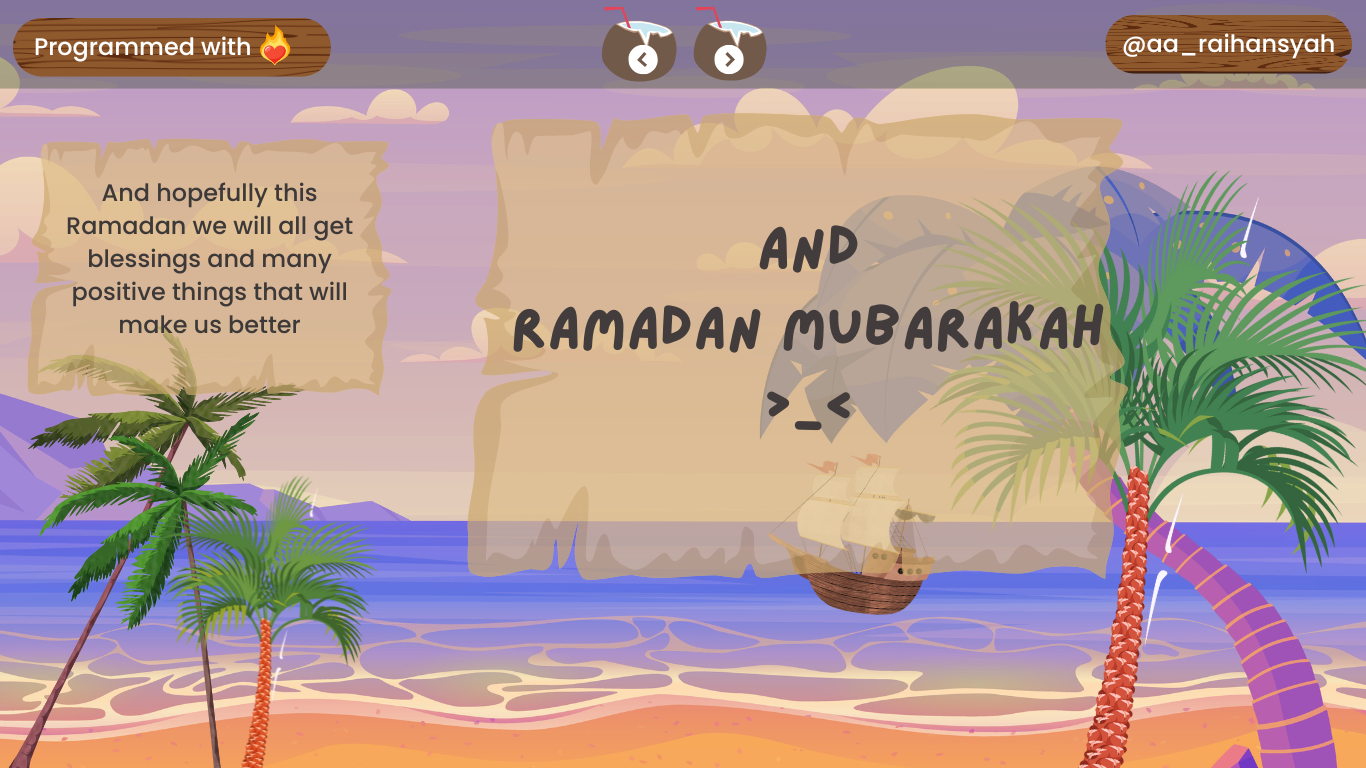 Programmed with ❤️‍🔥
@aa_raihansyah
And hopefully this
Ramadan we will all get
blessings and many
positive things that will
make us better
AND
RAMADAN MUBARAKAH
>_<